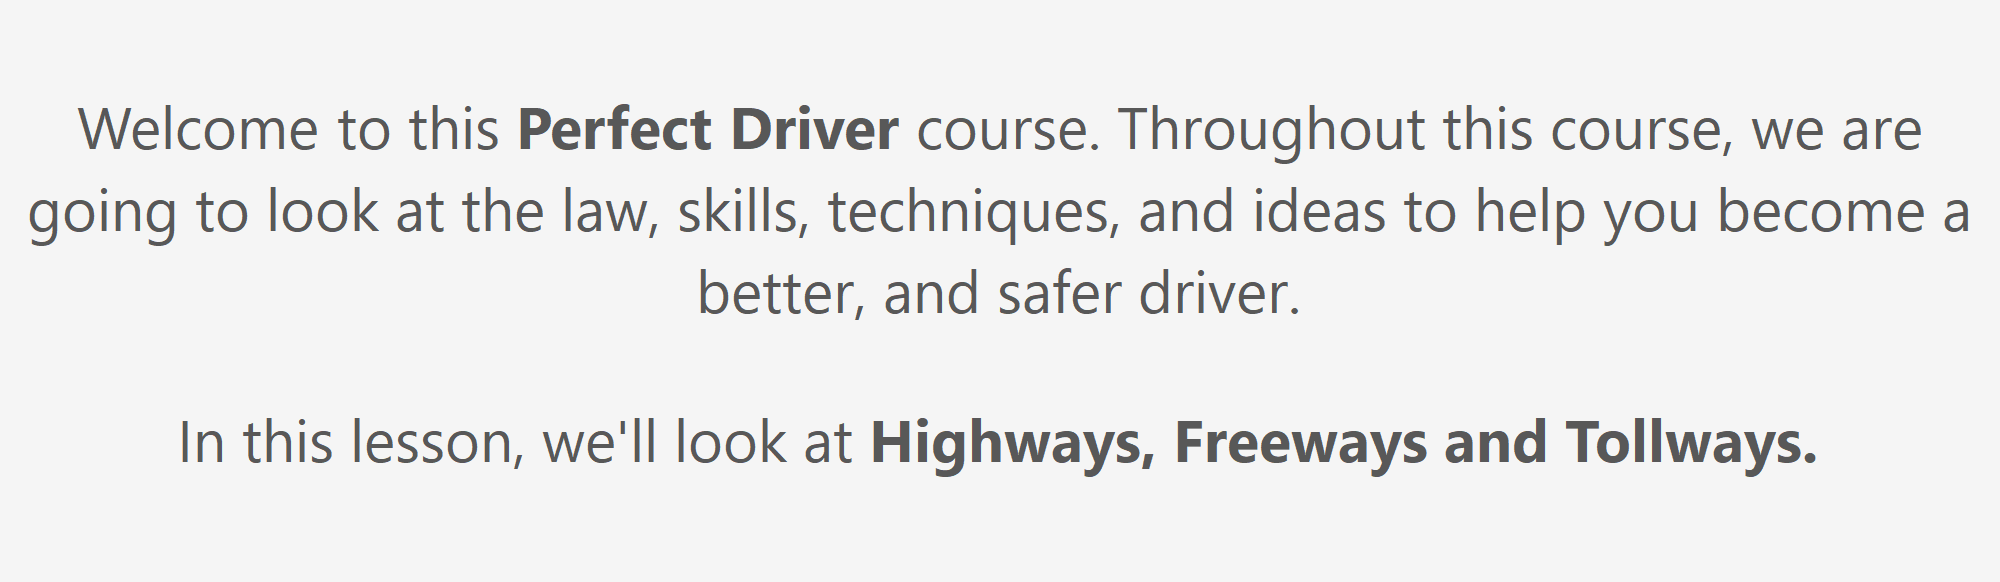 Welcome to this Perfect Driver course. Throughout this course, we are
going to look at the law, skills, techniques, and ideas to help you become a
better, and safer driver.
In this lesson, we'll look at Highways, Freeways and Tollways.